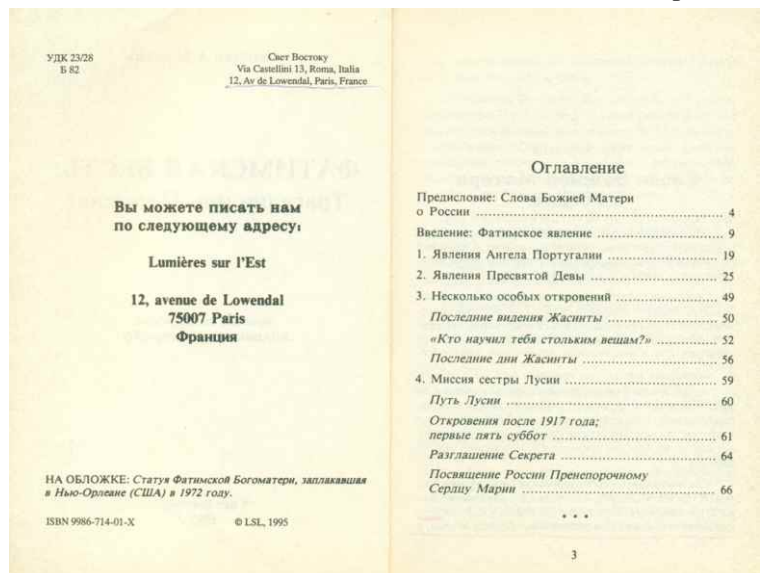 УДК 23/28
Б 82
Свет Востоку
Via Castellini 13, Roma, Italia
12, Av de Lowendal, Paris, France
Вы можете писать нам
по следующему адресу:
Lumières sur l'Est
12, avenue de Lowendal
75007 Paris
Франция
НА ОБЛОЖКЕ: Статуя Фатимской Богоматери, заплакавшая
в Нью-Орлеане (США) в 1972 году.
ISBN 9986-714-01-X © LSL, 1995
Оглавление
Предисловие: Слова Божией Матери
о России ... 4
Введение: Фатимское явление ... 9
1. Явления Ангела Португалии ... 19
2. Явления Пресвятой Девы ... 25
3. Несколько особых откровений ... 49
Последние видения Жасинты ... 50
«Кто научил тебя стольким вещам?» ... 52
Последние дни Жасинты ... 56
4. Миссия сестры Лусии ... 59
Путь Лусии ... 60
Откровения после 1917 года;
первые пять суббот ... 61
Разглашение Секрета ... 64
Посвящение России Пренепорочному
Сердцу Марии ... 66
* * *
3